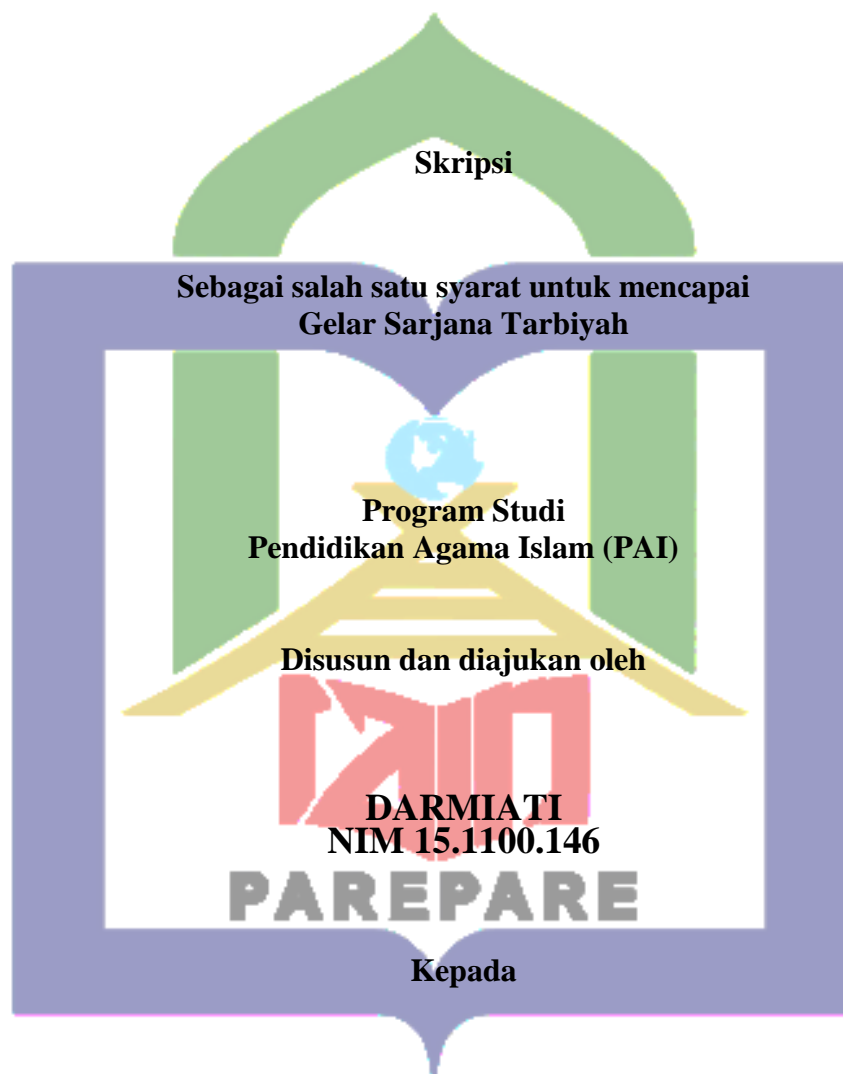 Skripsi
Sebagai salah satu syarat untuk mencapai
Gelar Sarjana Tarbiyah
Program Studi
Pendidikan Agama Islam (PAI)
Disusun dan diajukan oleh
IAIN
DARMIATI
NIM 15.1100.146
PAREPARE
Kepada